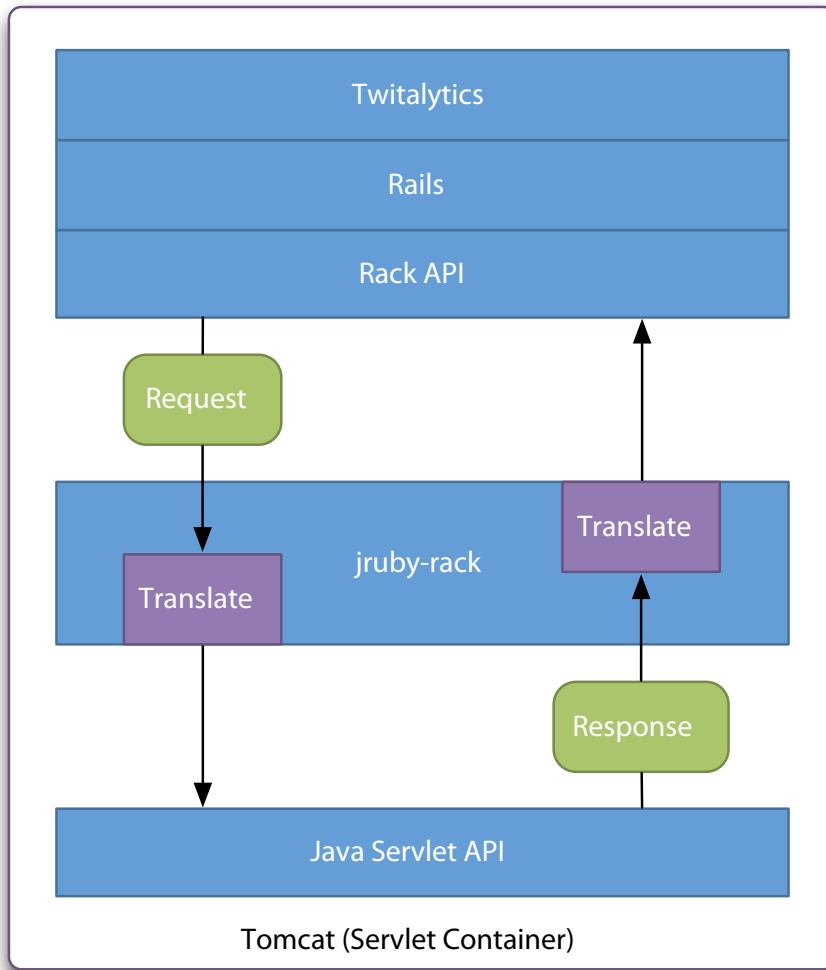 Twitalytics
Rails
Rack API
Request
Translate
jruby-rack
Translate
Response
Java Servlet API
Tomcat (Servlet Container)